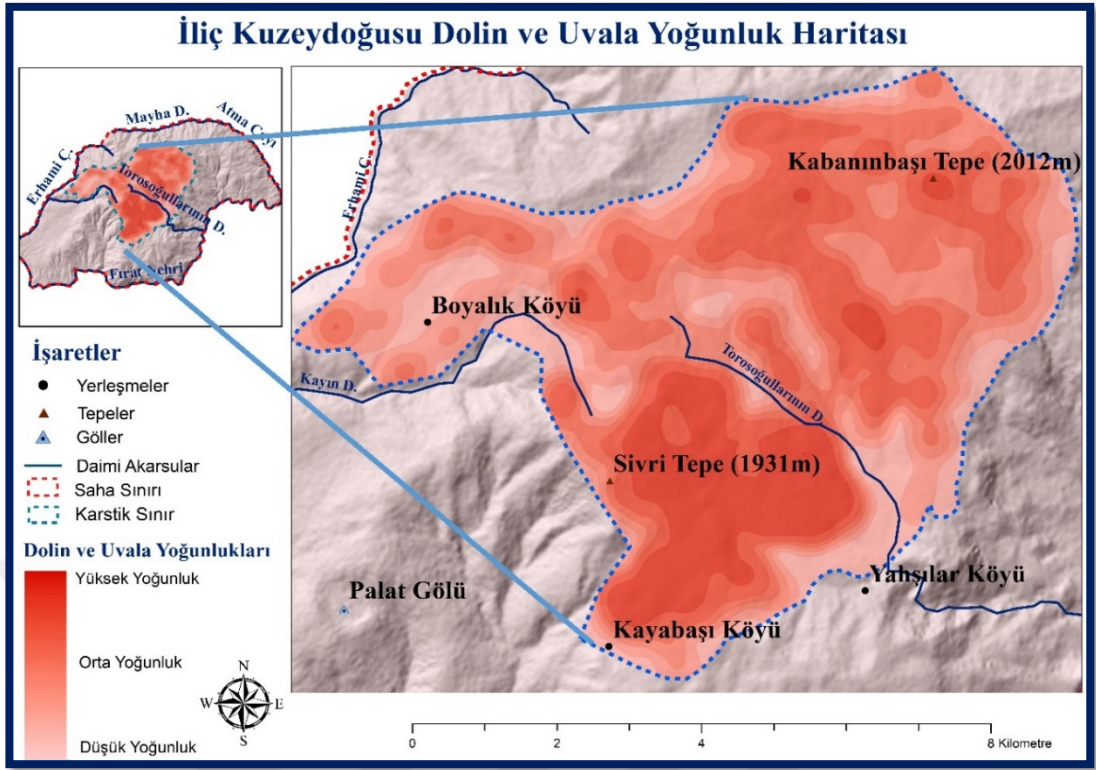 İliç Kuzeydoğusu Dolin ve Uvala Yoğunluk Haritası
Mayha D.
Atma Çayı
Erhami Ç.
Torosoğullarının D.
Fırat Nehri
Erhami Ç.
Kabanınbaşı Tepe (2012m)
Boyalık Köyü
Kayın D.
Torosoğullarının D.
Sivri Tepe (1931m)
Palat Gölü
Yahşılar Köyü
Kayabaşı Köyü
İşaretler
Yerleşmeler
Tepeler
Göller
Daimi Akarsular
Saha Sınırı
Karstik Sınır
Dolin ve Uvala Yoğunlukları
Yüksek Yoğunluk
Orta Yoğunluk
Düşük Yoğunluk
N
W E
S
0 2 4 8 Kilometre